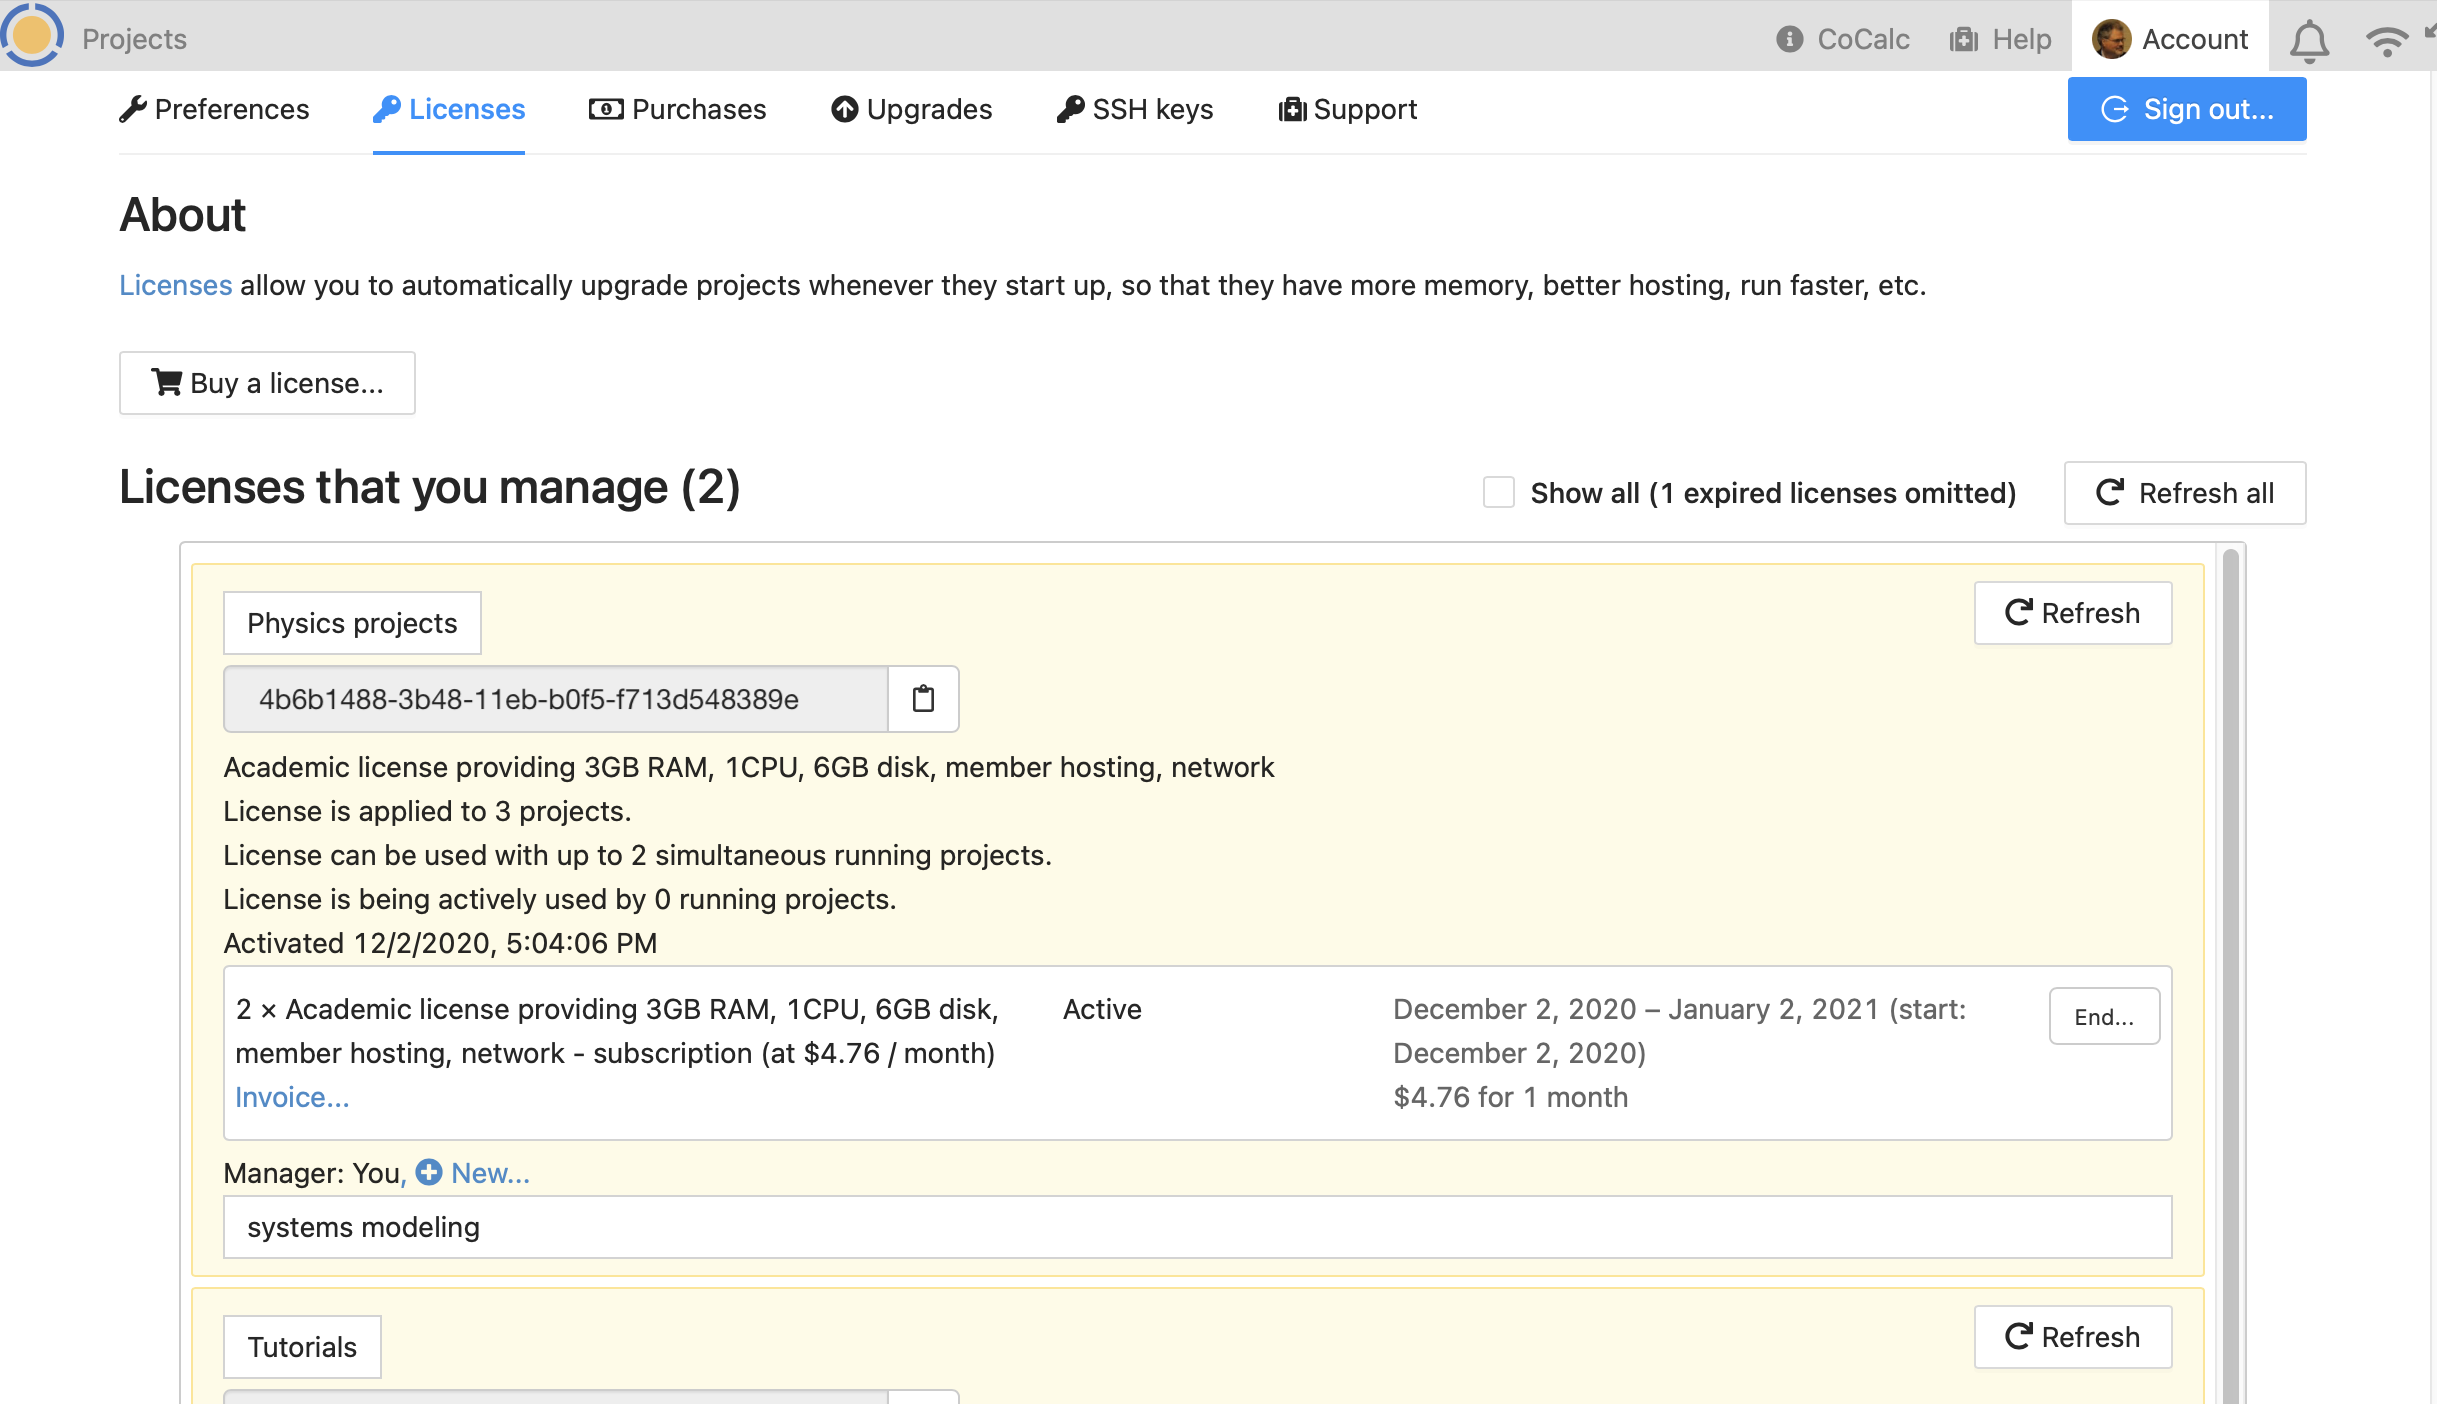 Projects
CoCalc
Help
Account
Preferences
Licenses
Purchases
Upgrades
SSH keys
Support
Sign out...
About
Licenses allow you to automatically upgrade projects whenever they start up, so that they have more memory, better hosting, run faster, etc.
Buy a license...
Licenses that you manage (2)
Show all (1 expired licenses omitted)
Refresh all
Physics projects
Refresh
4b6b1488-3b48-11eb-b0f5-f713d548389e
Academic license providing 3GB RAM, 1CPU, 6GB disk, member hosting, network
License is applied to 3 projects.
License can be used with up to 2 simultaneous running projects.
License is being actively used by 0 running projects.
Activated 12/2/2020, 5:04:06 PM
2 × Academic license providing 3GB RAM, 1CPU, 6GB disk,
member hosting, network - subscription (at $4.76 / month)
Invoice...
Active
December 2, 2020 – January 2, 2021 (start:
December 2, 2020)
$4.76 for 1 month
End...
Manager: You, New...
systems modeling
Tutorials
Refresh